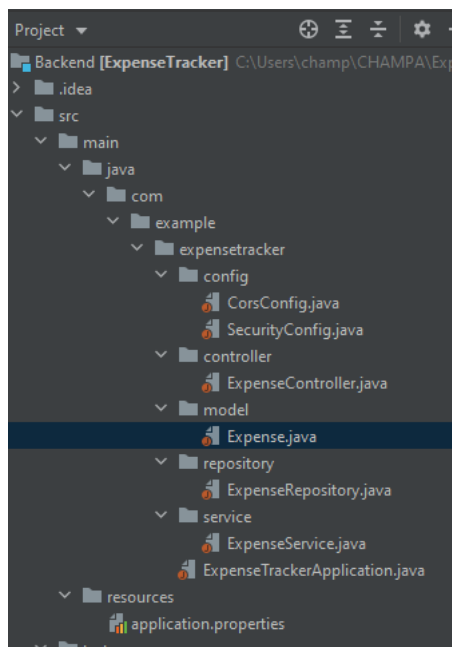 Project
Backend [ExpenseTracker] C:\Users\champ\CHAMPA\Exp
.idea
src
main
java
com
example
expensetracker
config
CorsConfig.java
SecurityConfig.java
controller
ExpenseController.java
model
Expense.java
repository
ExpenseRepository.java
service
ExpenseService.java
ExpenseTrackerApplication.java
resources
application.properties